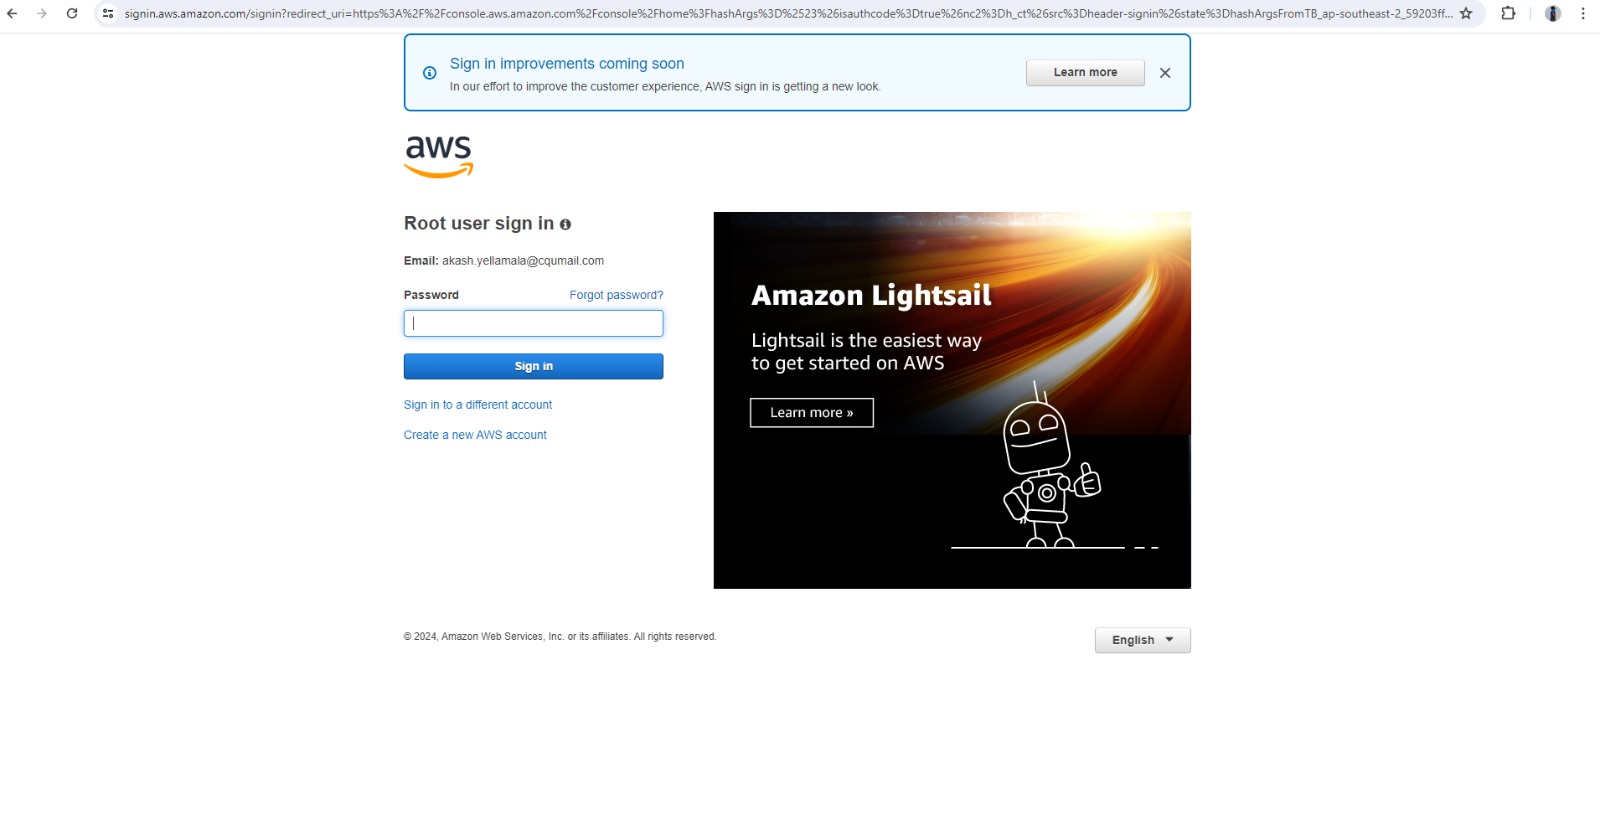 signin.aws.amazon.com/signin?redirect_uri=https%3A%2F%2Fconsole.aws.amazon.com%2Fconsole%2Fhome%3FhashArgs%3D%2523%26isauthcode%3Dtrue%26nc2%3Dh_ct%26src%3Dheader-signin%26state%3DhashArgsFromTB_ap-southeast-2_59203ff...
Sign in improvements coming soon
In our effort to improve the customer experience, AWS sign in is getting a new look.
Learn more
aws
Root user sign in
Email: akash.yellamala@cqumail.com
Password
Forgot password?
Sign in
Sign in to a different account
Create a new AWS account
Amazon Lightsail
Lightsail is the easiest way
to get started on AWS
Learn more »
© 2024, Amazon Web Services, Inc. or its affiliates. All rights reserved.
English